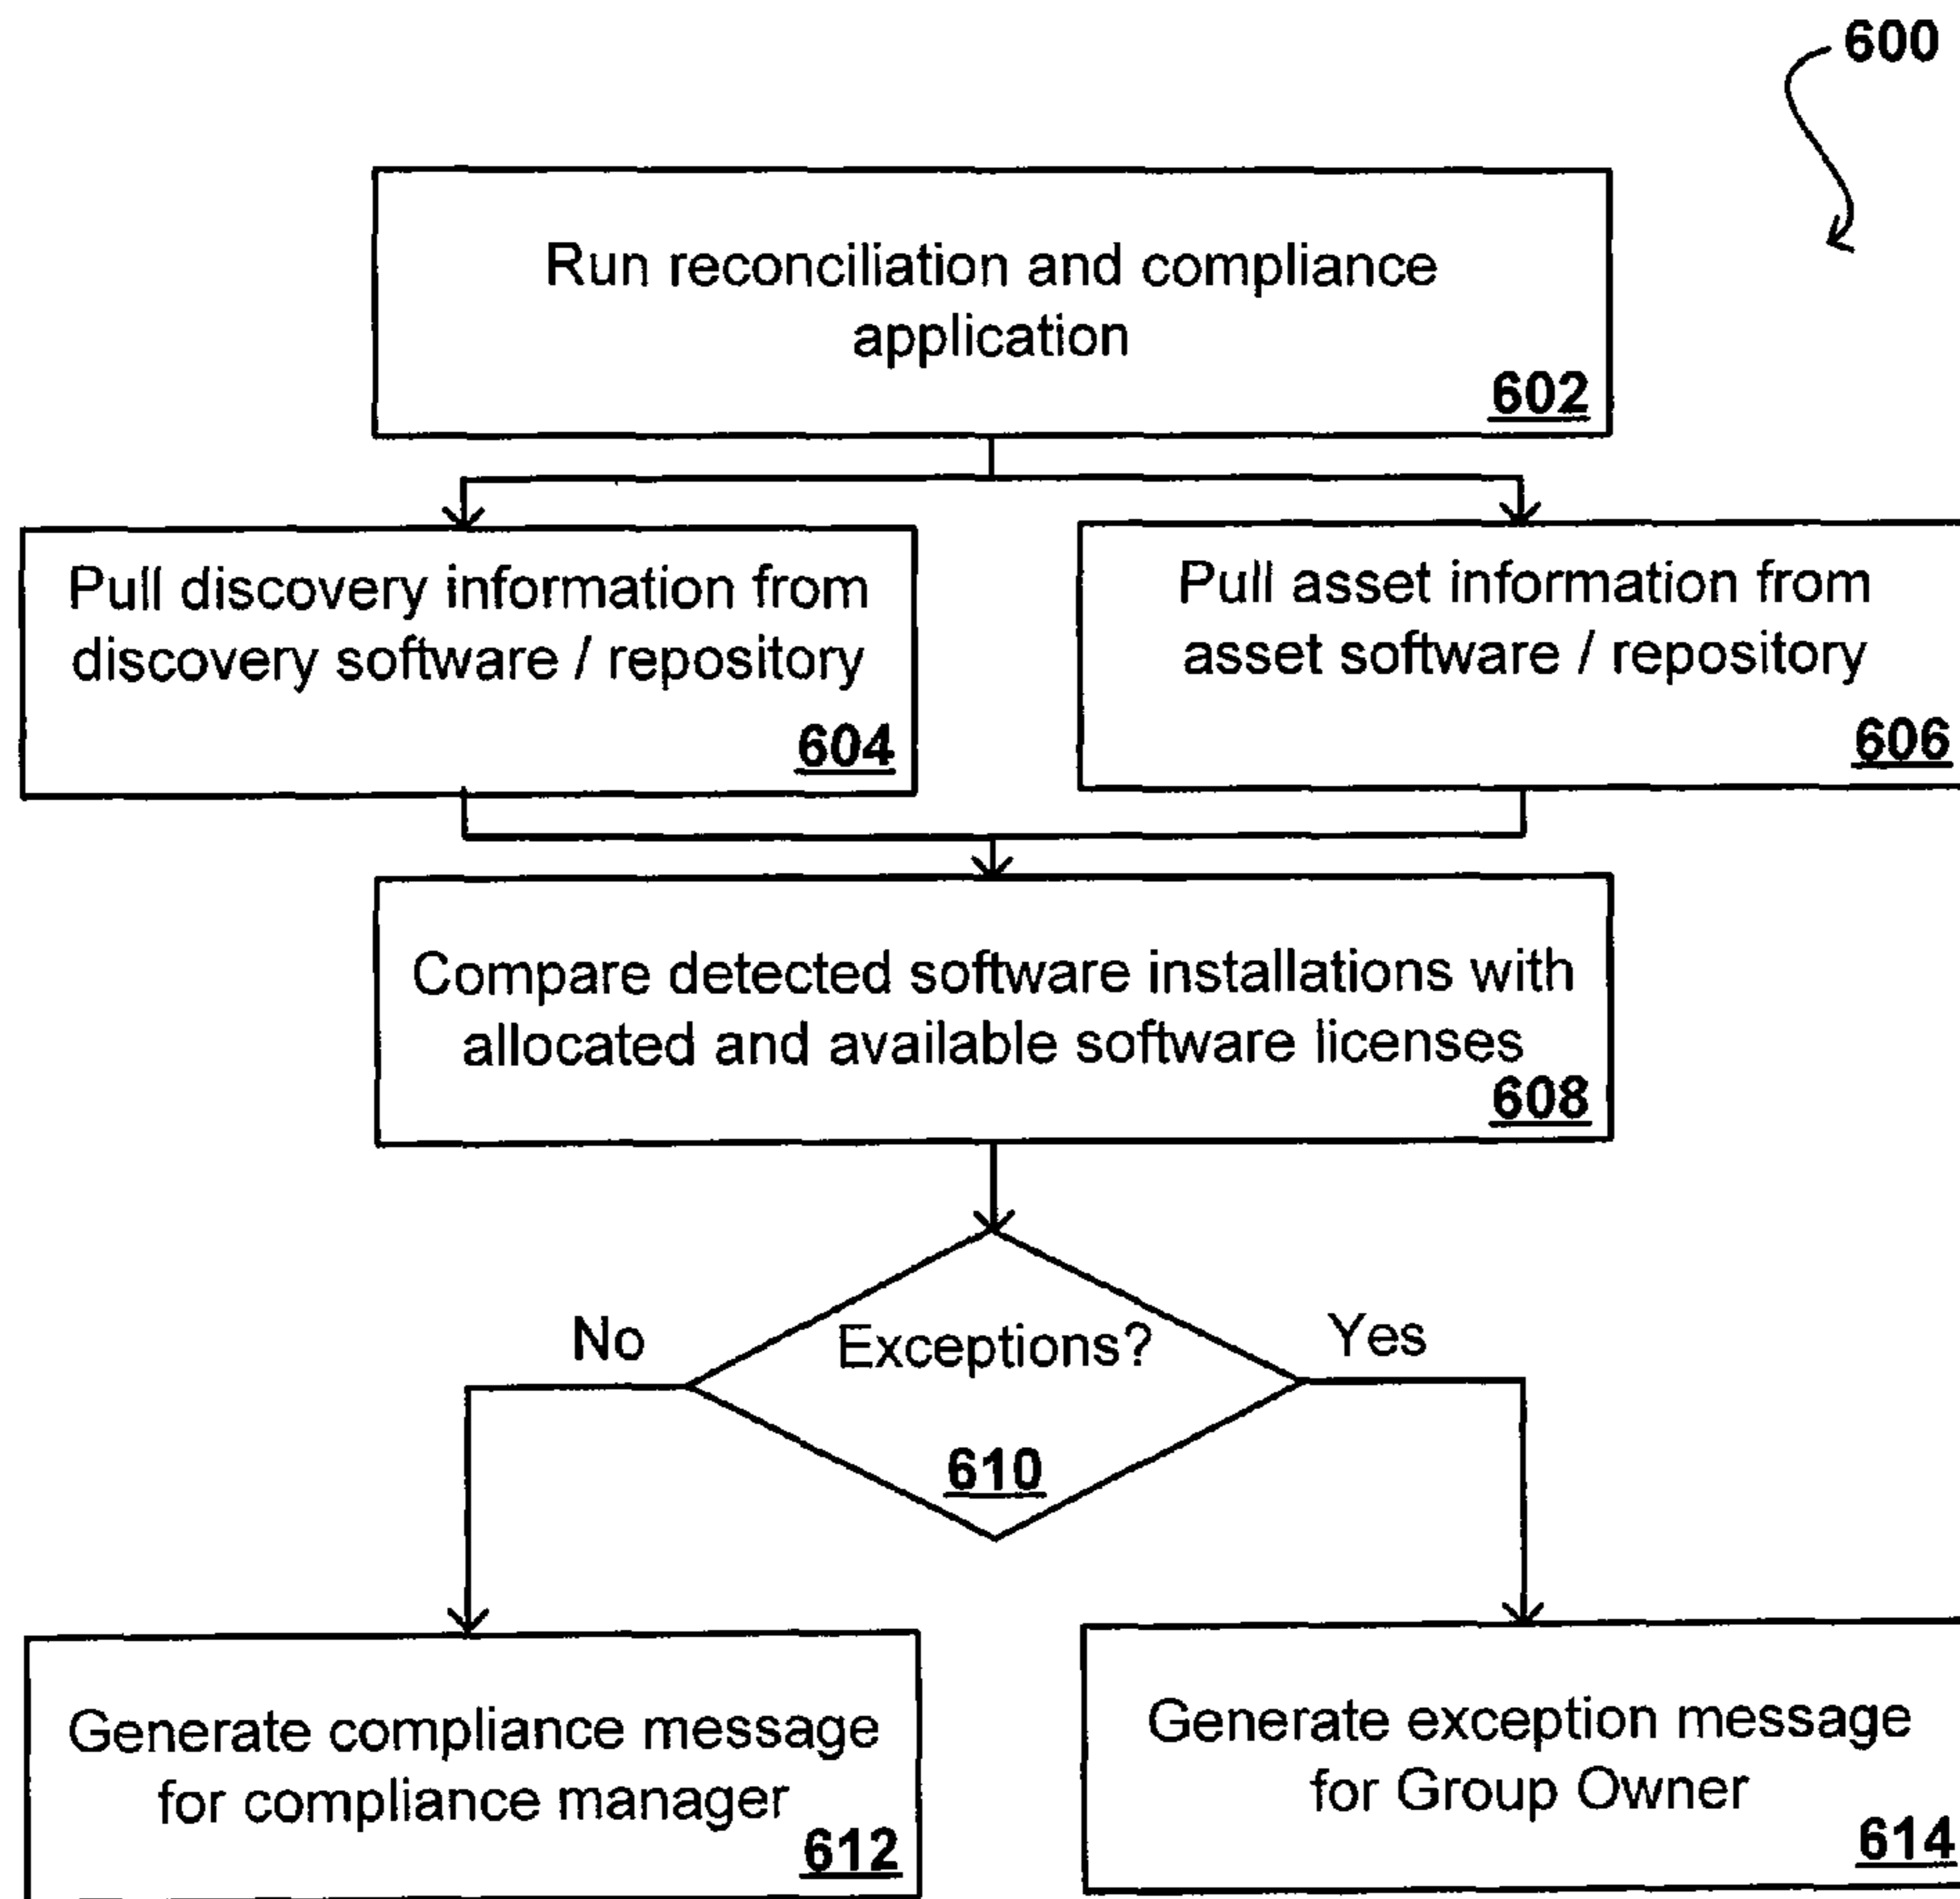 600
Run reconciliation and compliance
application
602
Pull discovery information from
discovery software / repository
604
Pull asset information from
asset software / repository
606
Compare detected software installations with
allocated and available software licenses
608
No
Exceptions?
Yes
610
Generate compliance message
for compliance manager
612
Generate exception message
for Group Owner
614